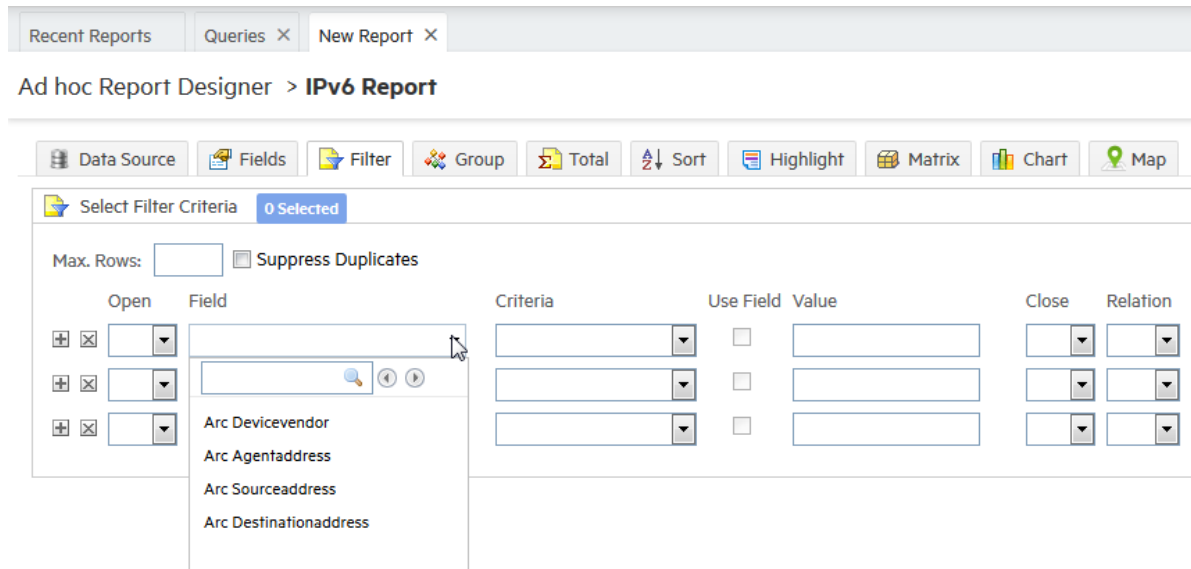 Recent Reports Queries New Report
Ad hoc Report Designer > IPv6 Report
Data Source Fields Filter Group Total Sort Highlight Matrix Chart Map
Select Filter Criteria 0 Selected
Max. Rows: Suppress Duplicates
Open Field Criteria Use Field Value Close Relation
Arc Devicevendor
Arc Agentaddress
Arc Sourceaddress
Arc Destinationaddress